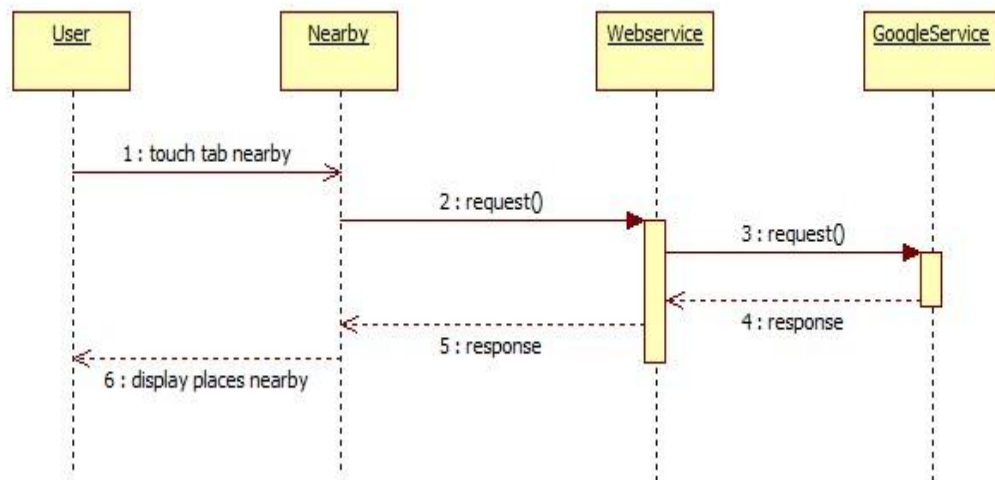 User
Nearby
Webservice
GoogleService
1 : touch tab nearby
2 : request()
3 : request()
4 : response
5 : response
6 : display places nearby